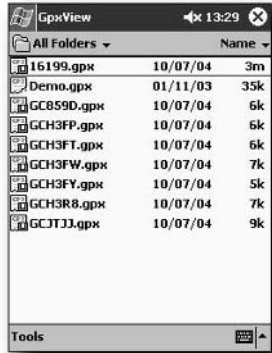 GpxView 13:29
All Folders Name
16199.gpx 10/07/04 3m
Demo.gpx 01/11/03 35k
GC859D.gpx 10/07/04 6k
GCH3FP.gpx 10/07/04 6k
GCH3FT.gpx 10/07/04 6k
GCH3FW.gpx 10/07/04 7k
GCH3FY.gpx 10/07/04 5k
GCH3R8.gpx 10/07/04 7k
GCJTJJ.gpx 10/07/04 9k
Tools